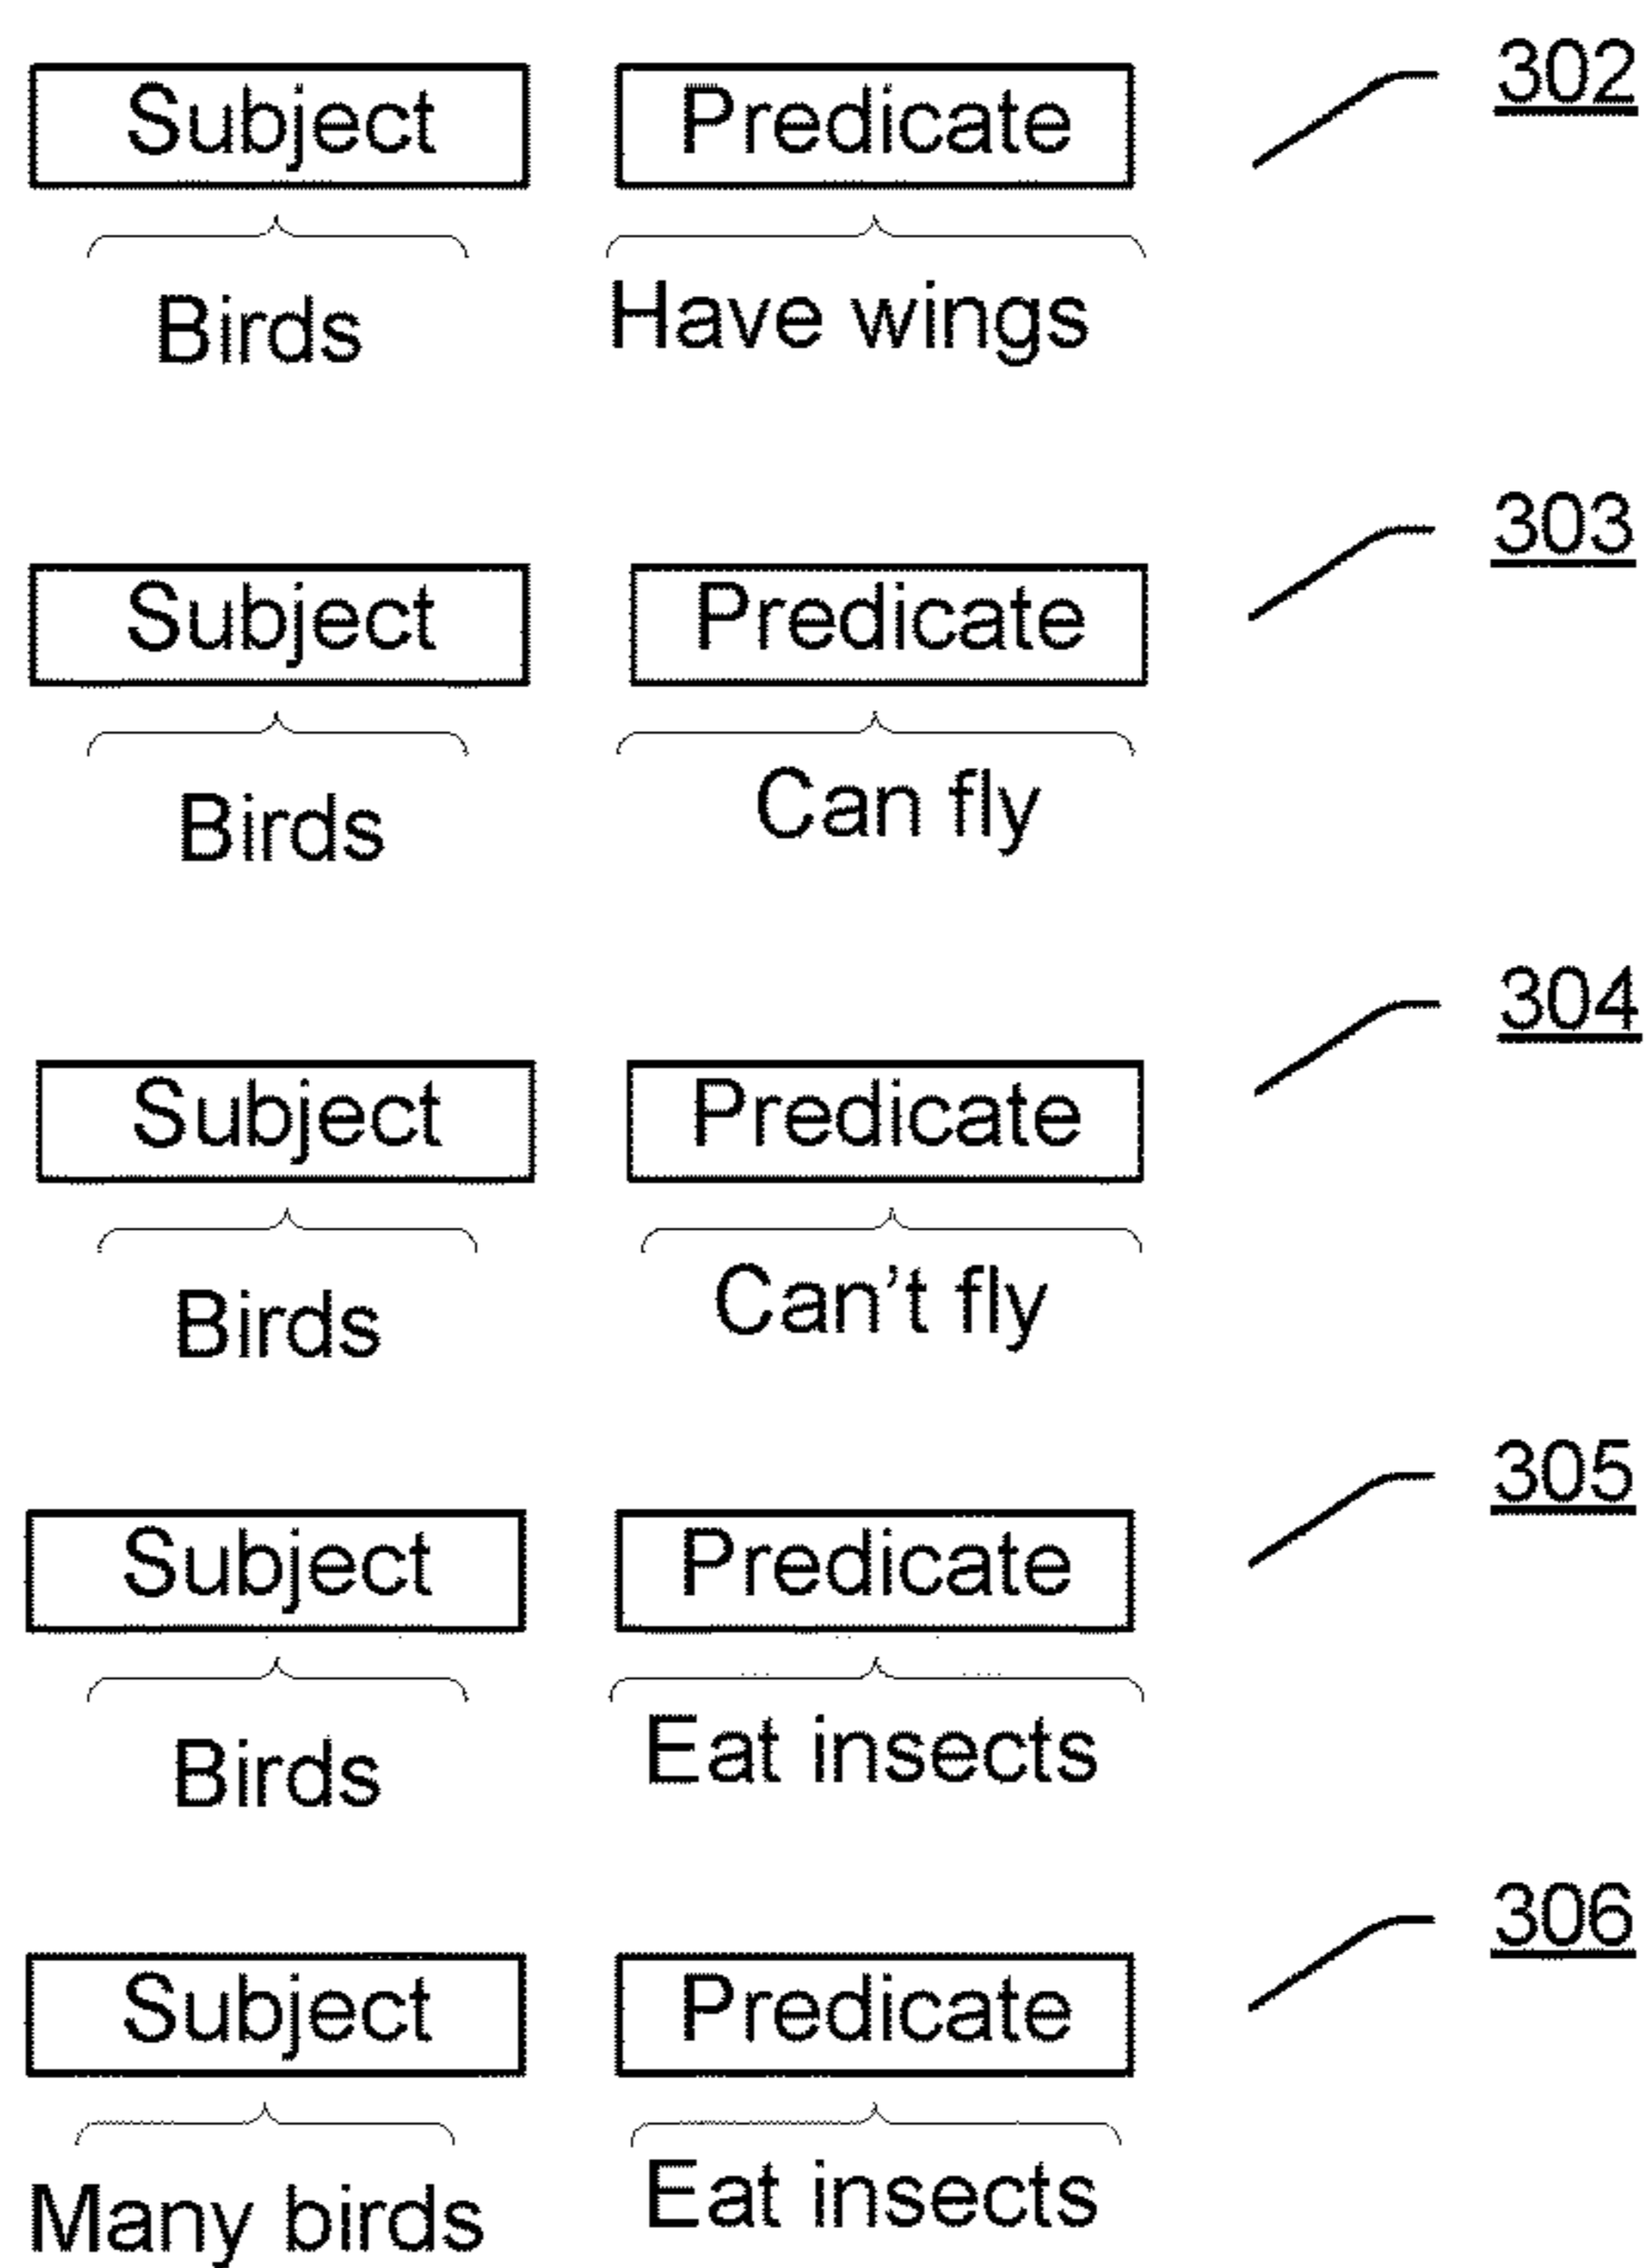 Subject Predicate 302
Birds Have wings
303
Subject Predicate
Birds Can fly
304
Subject Predicate
Birds Can't fly
305
Subject Predicate
Birds Eat insects
306
Subject Predicate
Many birds Eat insects